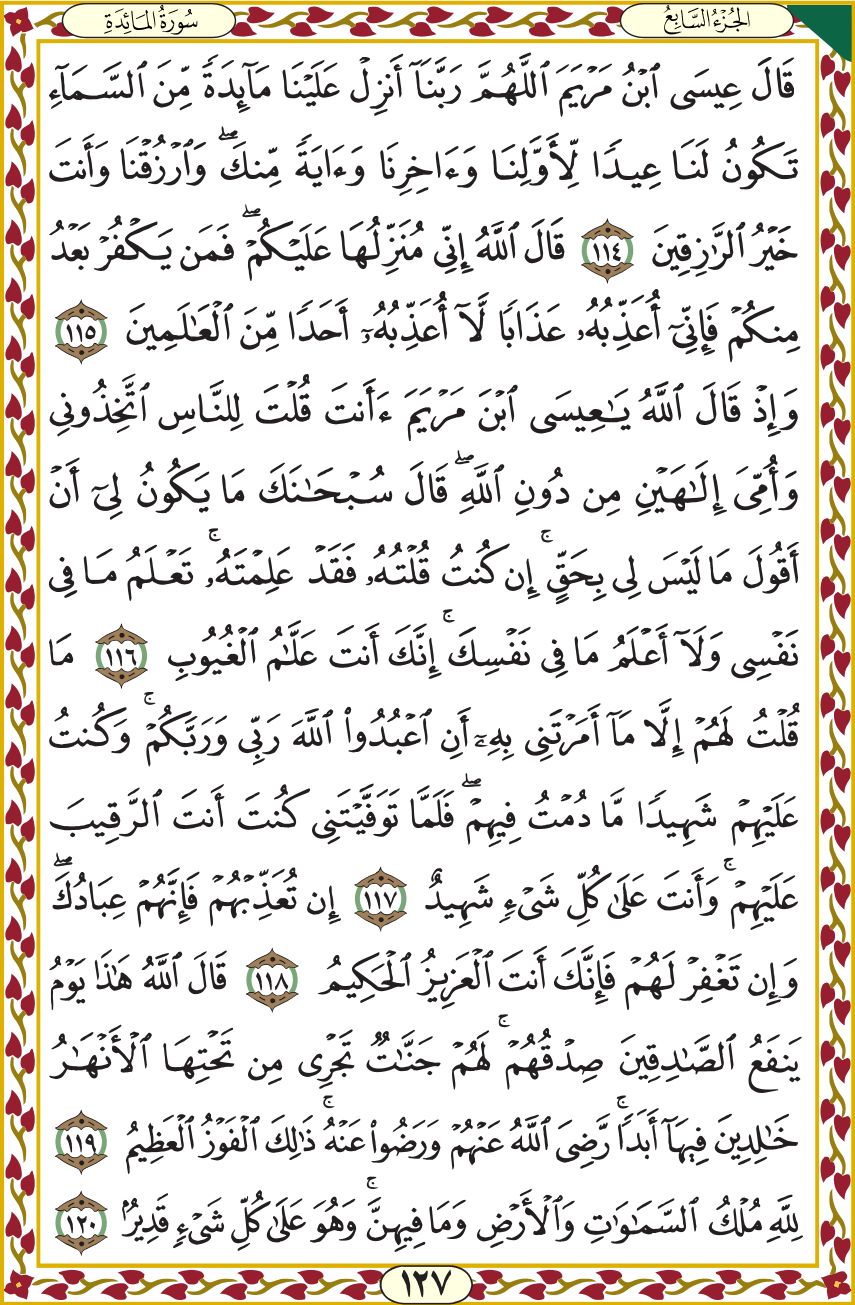 الجُزْءُ السَّابِعُ
سُورَةُ المَائِدَةِ
قَالَ عِيسَى ٱبْنُ مَرْيَمَ ٱللَّهُمَّ رَبَّنَآ أَنزِلْ عَلَيْنَا مَآئِدَةً مِّنَ ٱلسَّمَآءِ
تَكُونُ لَنَا عِيدًا لِّأَوَّلِنَا وَءَاخِرِنَا وَءَايَةً مِّنكَ ۖ وَٱرْزُقْنَا وَأَنتَ
خَيْرُ ٱلرَّٰزِقِينَ ١١٤ قَالَ ٱللَّهُ إِنِّى مُنَزِّلُهَا عَلَيْكُمْ ۖ فَمَن يَكْفُرْ بَعْدُ
مِنكُمْ فَإِنِّىٓ أُعَذِّبُهُۥ عَذَابًا لَّآ أُعَذِّبُهُۥٓ أَحَدًا مِّنَ ٱلْعَٰلَمِينَ ١١٥
وَإِذْ قَالَ ٱللَّهُ يَٰعِيسَى ٱبْنَ مَرْيَمَ ءَأَنتَ قُلْتَ لِلنَّاسِ ٱتَّخِذُونِى
وَأُمِّىَ إِلَٰهَيْنِ مِن دُونِ ٱللَّهِ ۖ قَالَ سُبْحَٰنَكَ مَا يَكُونُ لِىٓ أَنْ
أَقُولَ مَا لَيْسَ لِى بِحَقٍّ ۚ إِن كُنتُ قُلْتُهُۥ فَقَدْ عَلِمْتَهُۥ ۚ تَعْلَمُ مَا فِى
نَفْسِى وَلَآ أَعْلَمُ مَا فِى نَفْسِكَ ۚ إِنَّكَ أَنتَ عَلَّٰمُ ٱلْغُيُوبِ ١١٦ مَا
قُلْتُ لَهُمْ إِلَّا مَآ أَمَرْتَنِى بِهِۦٓ أَنِ ٱعْبُدُوا۟ ٱللَّهَ رَبِّى وَرَبَّكُمْ ۚ وَكُنتُ
عَلَيْهِمْ شَهِيدًا مَّا دُمْتُ فِيهِمْ ۖ فَلَمَّا تَوَفَّيْتَنِى كُنتَ أَنتَ ٱلرَّقِيبَ
عَلَيْهِمْ ۚ وَأَنتَ عَلَىٰ كُلِّ شَىْءٍ شَهِيدٌ ١١٧ إِن تُعَذِّبْهُمْ فَإِنَّهُمْ عِبَادُكَ ۖ
وَإِن تَغْفِرْ لَهُمْ فَإِنَّكَ أَنتَ ٱلْعَزِيزُ ٱلْحَكِيمُ ١١٨ قَالَ ٱللَّهُ هَٰذَا يَوْمُ
يَنفَعُ ٱلصَّٰدِقِينَ صِدْقُهُمْ ۚ لَهُمْ جَنَّٰتٌ تَجْرِى مِن تَحْتِهَا ٱلْأَنْهَٰرُ
خَٰلِدِينَ فِيهَآ أَبَدًا ۚ رَّضِىَ ٱللَّهُ عَنْهُمْ وَرَضُوا۟ عَنْهُ ۚ ذَٰلِكَ ٱلْفَوْزُ ٱلْعَظِيمُ ١١٩
لِلَّهِ مُلْكُ ٱلسَّمَٰوَٰتِ وَٱلْأَرْضِ وَمَا فِيهِنَّ ۚ وَهُوَ عَلَىٰ كُلِّ شَىْءٍ قَدِيرٌۢ ١٢٠
١٢٧